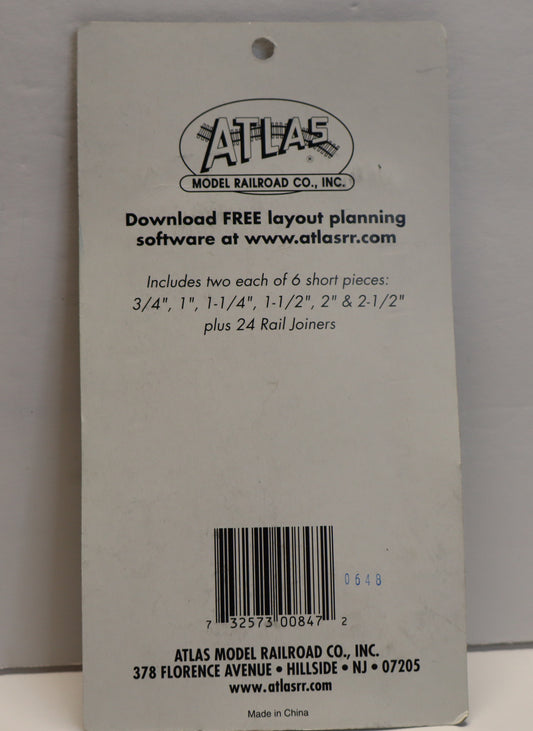 ATLAS ®
MODEL RAILROAD CO., INC.
Download FREE layout planning
software at www.atlasrr.com
Includes two each of 6 short pieces:
3/4", 1", 1-1/4", 1-1/2", 2" & 2-1/2"
plus 24 Rail Joiners
0648
7 32573 00847 2
ATLAS MODEL RAILROAD CO., INC.
378 FLORENCE AVENUE • HILLSIDE • NJ • 07205
www.atlasrr.com
Made in China